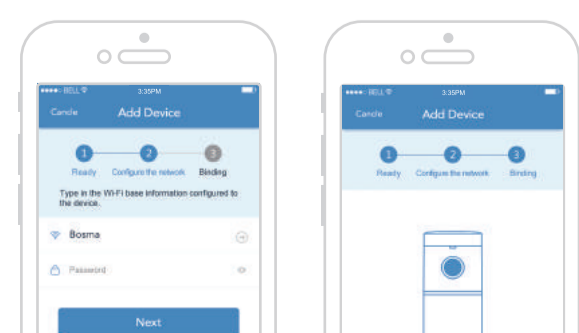 BELL 3:35PM
Cancle Add Device
1 2 3
Ready Configure the network Binding
Type in the Wi-Fi base information configured to
the device.
Bosma
Password
Next
BELL 3:35PM
Cancle Add Device
1 2 3
Ready Configure the network Binding